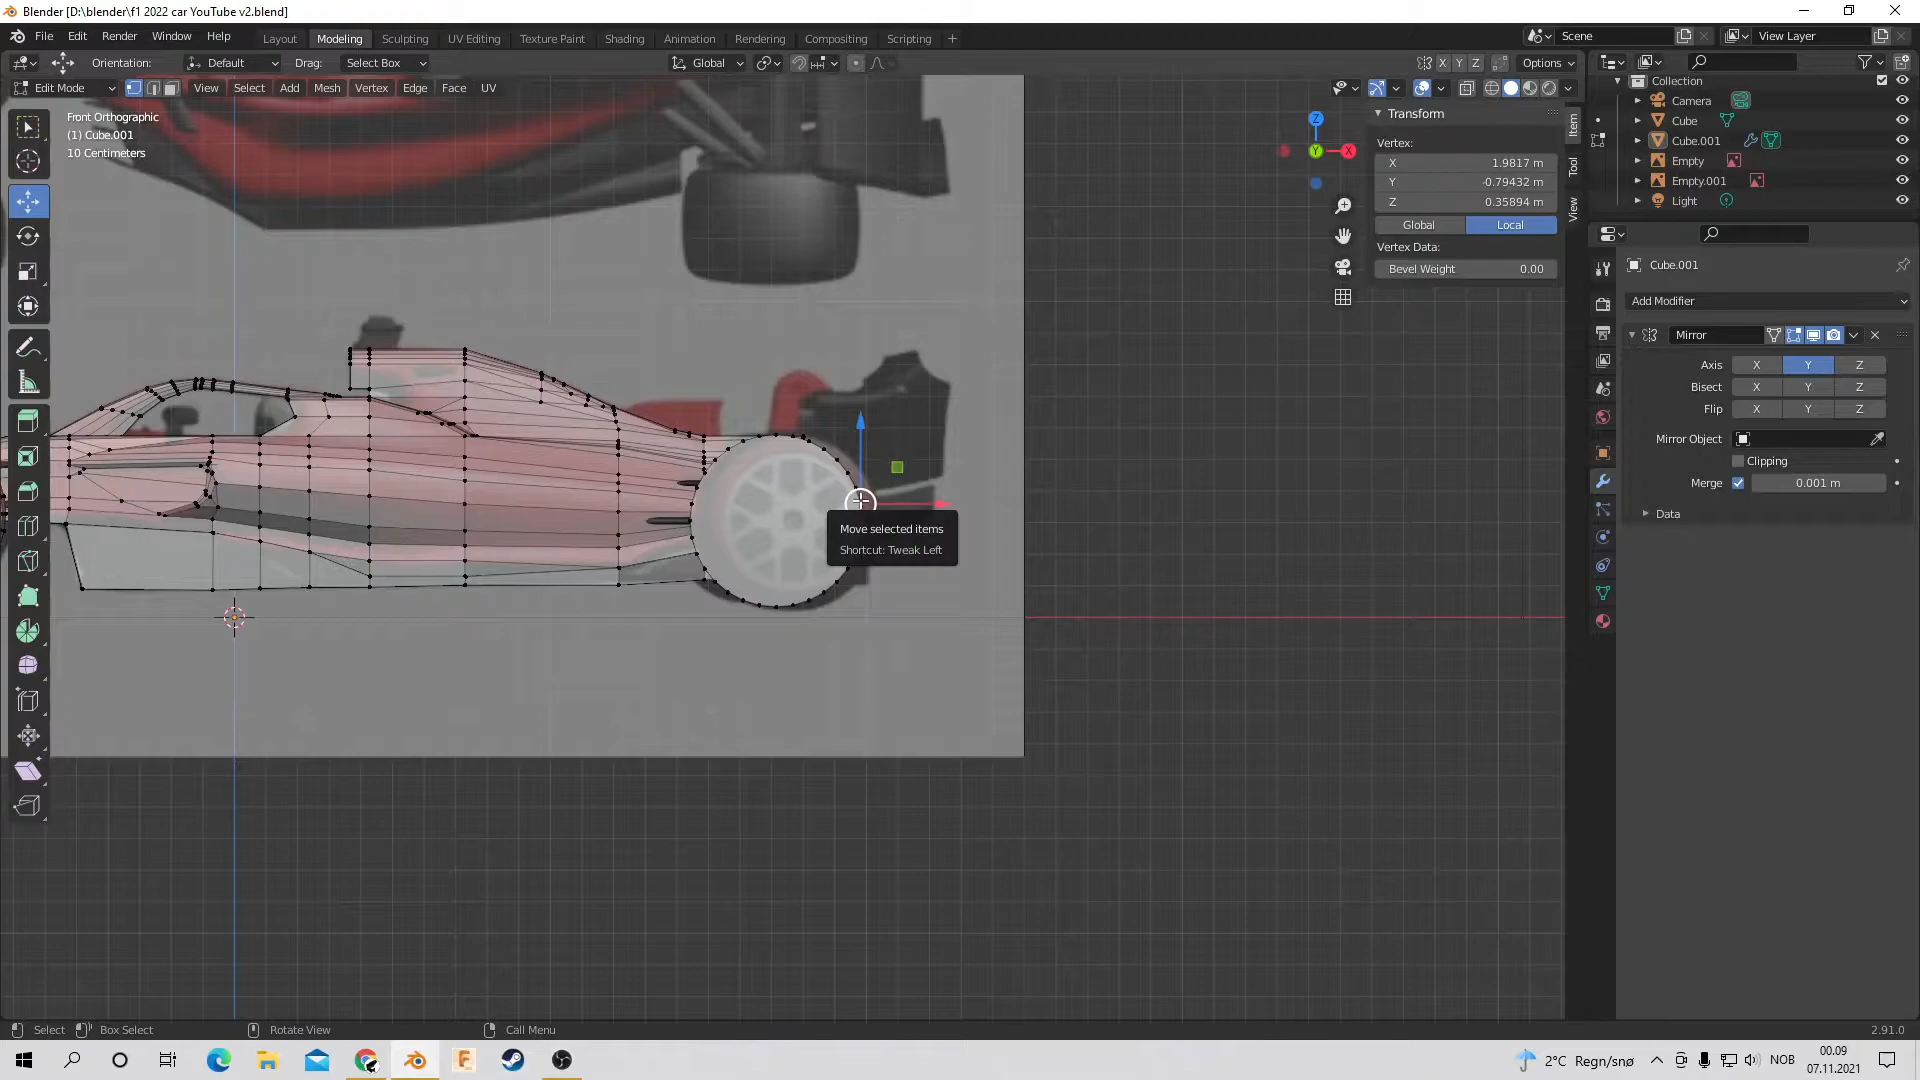 Blender [D:\blender\f1 2022 car YouTube v2.blend]
File Edit Render Window Help
Layout Modeling Sculpting UV Editing Texture Paint Shading Animation Rendering Compositing Scripting +
Scene
View Layer
Orientation: Default Drag: Select Box
Global
X Y Z Options
Edit Mode View Select Add Mesh Vertex Edge Face UV
Front Orthographic
(1) Cube.001
10 Centimeters
Z
Y
X
Transform
Vertex:
X 1.9817 m
Y -0.79432 m
Z 0.35894 m
Global Local
Vertex Data:
Bevel Weight 0.00
Item
Tool
View
Collection
Camera
Cube
Cube.001
Empty
Empty.001
Light
Cube.001
Add Modifier
Mirror
Axis X Y Z
Bisect X Y Z
Flip X Y Z
Mirror Object
Clipping
Merge 0.001 m
Data
Move selected items
Shortcut: Tweak Left
Select Box Select Rotate View Call Menu
2.91.0
2°C Regn/snø
NOB
00.09
07.11.2021